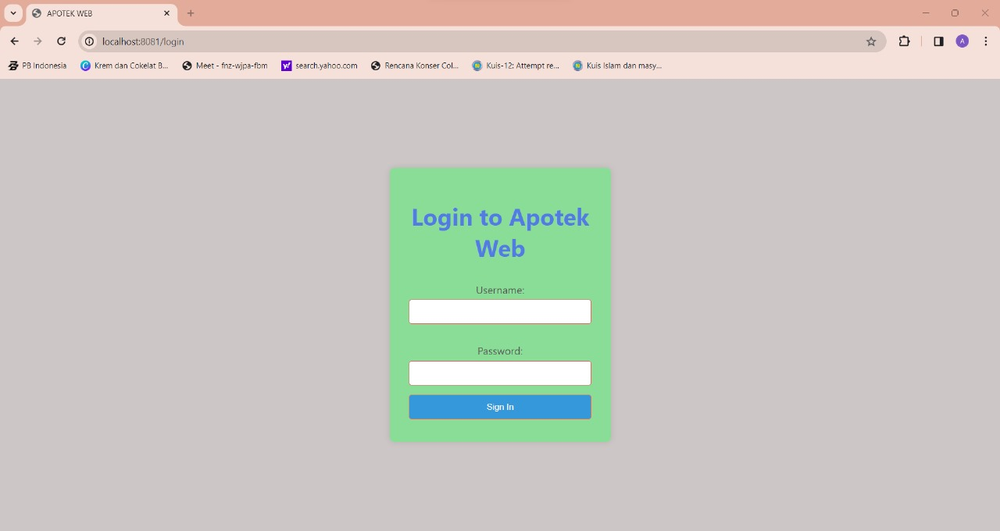 APOTEK WEB
localhost:8081/login
PB Indonesia
Krem dan Cokelat B...
Meet - fnz-wjpa-fbm
search.yahoo.com
Rencana Konser Col...
Kuis-12: Attempt re...
Kuis Islam dan masy...
A
Login to Apotek
Web
Username:
Password:
Sign In